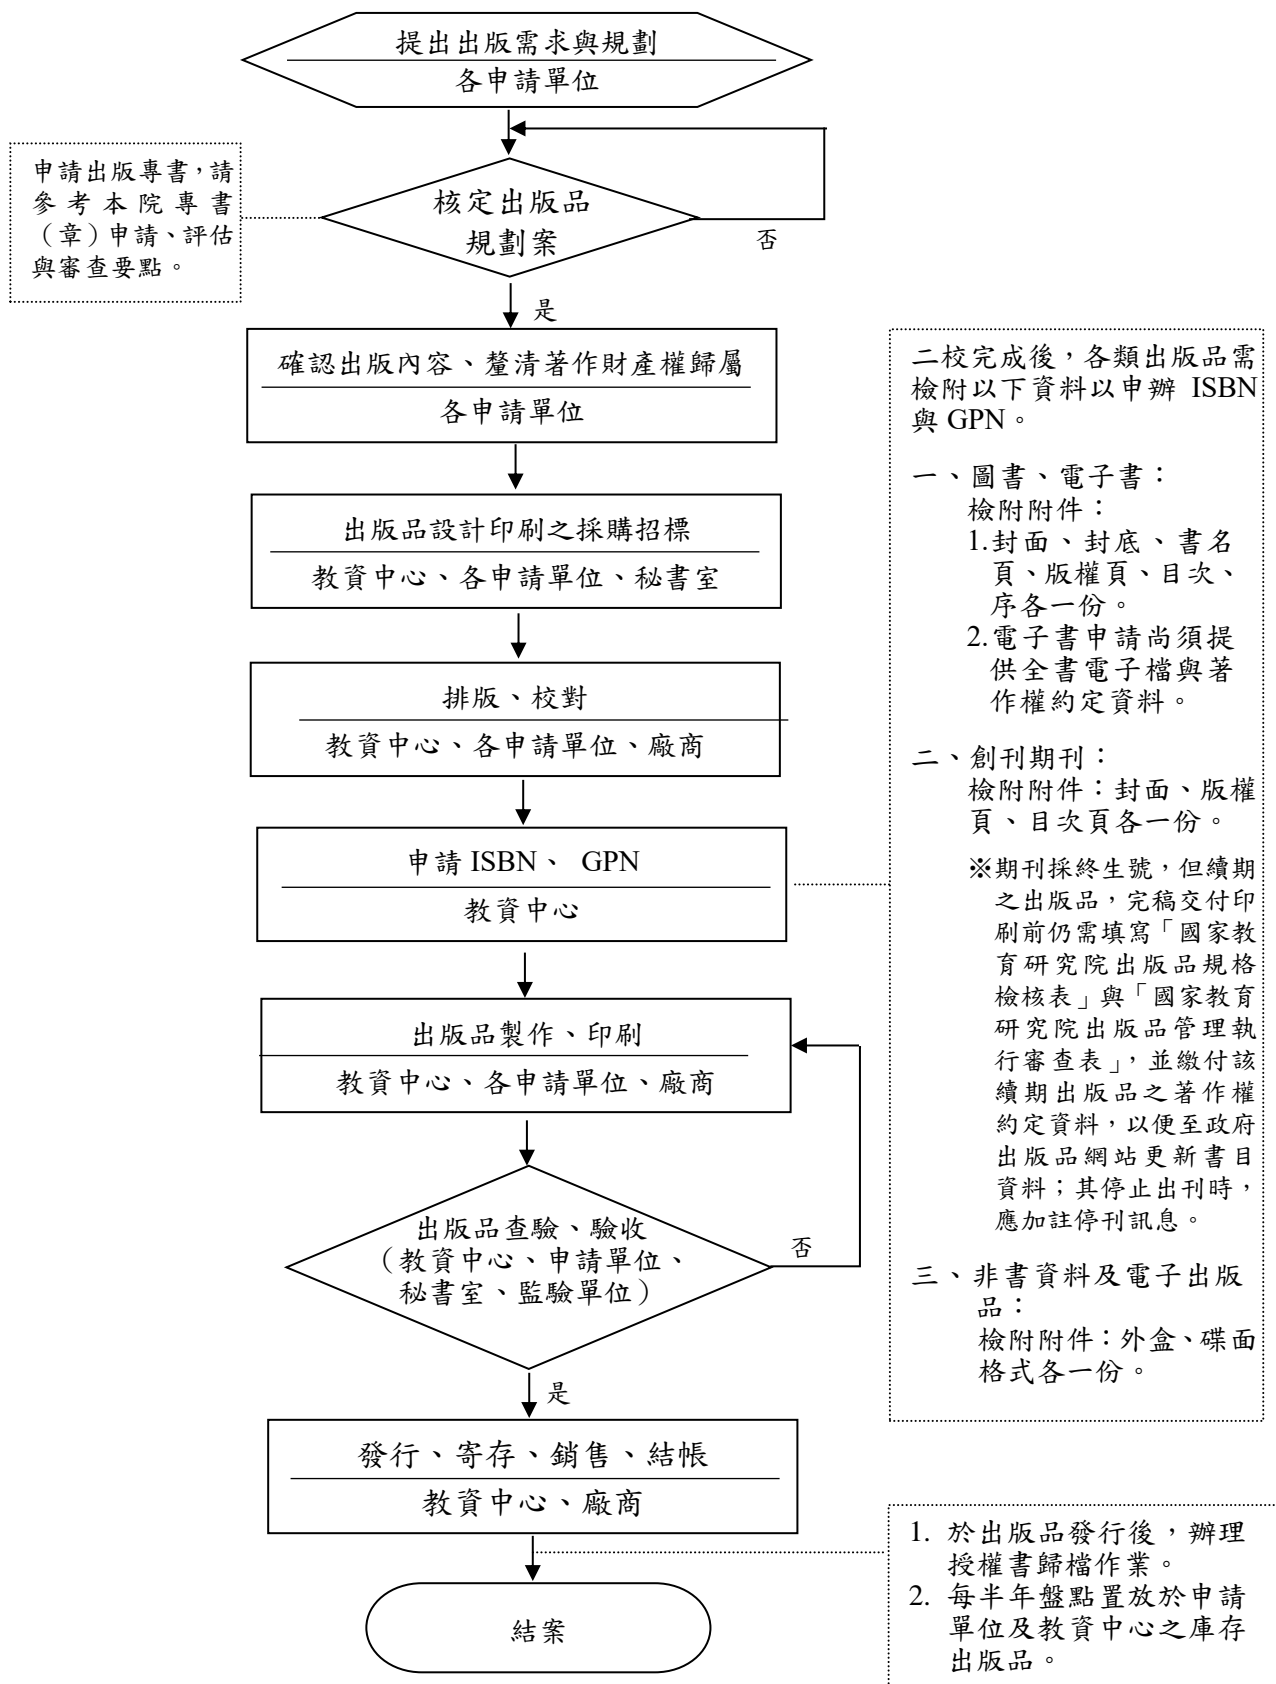 提出出版需求與規劃
各申請單位
申請出版專書，請
參考本院專書
（章）申請、評估
與審查要點。
核定出版品
規劃案
否
是
確認出版內容、釐清著作財產權歸屬
各申請單位
出版品設計印刷之採購招標
教資中心、各申請單位、秘書室
排版、校對
教資中心、各申請單位、廠商
申請 ISBN、 GPN
教資中心
出版品製作、印刷
教資中心、各申請單位、廠商
出版品查驗、驗收
（教資中心、申請單位、
秘書室、監驗單位）
否
是
發行、寄存、銷售、結帳
教資中心、廠商
結案
二校完成後，各類出版品需
檢附以下資料以申辦 ISBN
與 GPN。
一、圖書、電子書：
檢附附件：
1.封面、封底、書名
頁、版權頁、目次、
序各一份。
2.電子書申請尚須提
供全書電子檔與著
作權約定資料。
二、創刊期刊：
檢附附件：封面、版權
頁、目次頁各一份。
※期刊採終生號，但續期
之出版品，完稿交付印
刷前仍需填寫「國家教
育研究院出版品規格
檢核表」與「國家教育
研究院出版品管理執
行審查表」，並繳付該
續期出版品之著作權
約定資料，以便至政府
出版品網站更新書目
資料；其停止出刊時，
應加註停刊訊息。
三、非書資料及電子出版
品：
檢附附件：外盒、碟面
格式各一份。
1. 於出版品發行後，辦理
授權書歸檔作業。
2. 每半年盤點置放於申請
單位及教資中心之庫存
出版品。